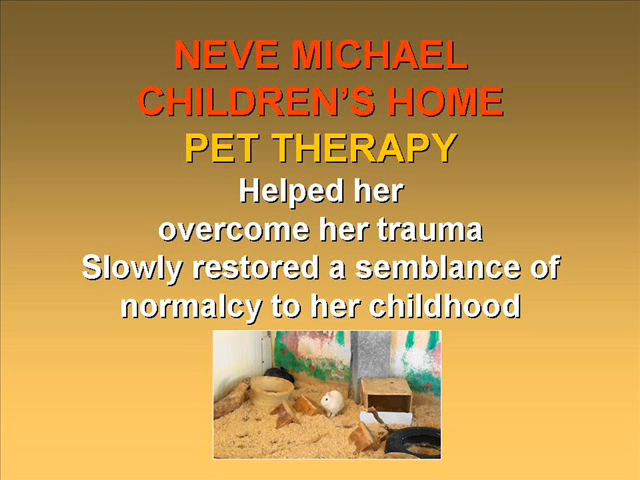 NEVE MICHAEL
CHILDREN'S HOME
PET THERAPY
Helped her
overcome her trauma
Slowly restored a semblance of
normalcy to her childhood